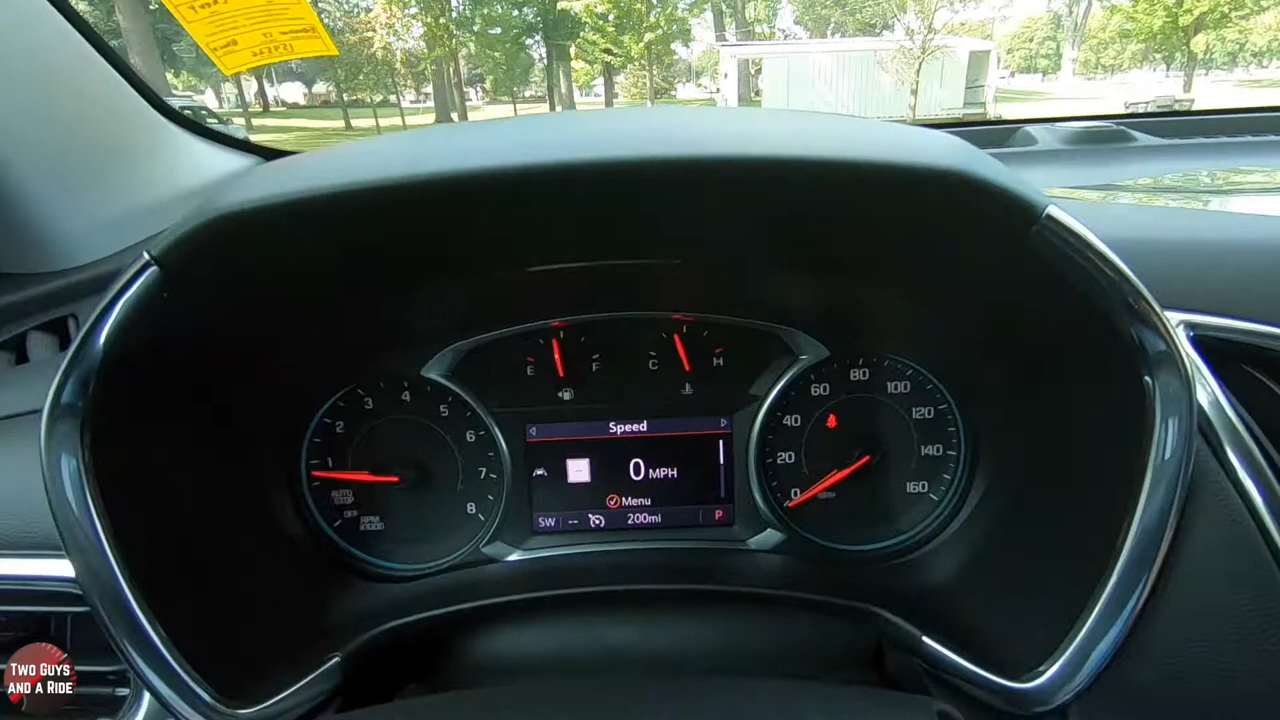 E F
C H
1 2 3 4 5 6 7 8
AUTO
STOP
OFF
RPM
X1000
Speed
0 MPH
Menu
SW -- 200mi P
0 20 40 60 80 100 120 140 160
TWO GUYS
AND A RIDE